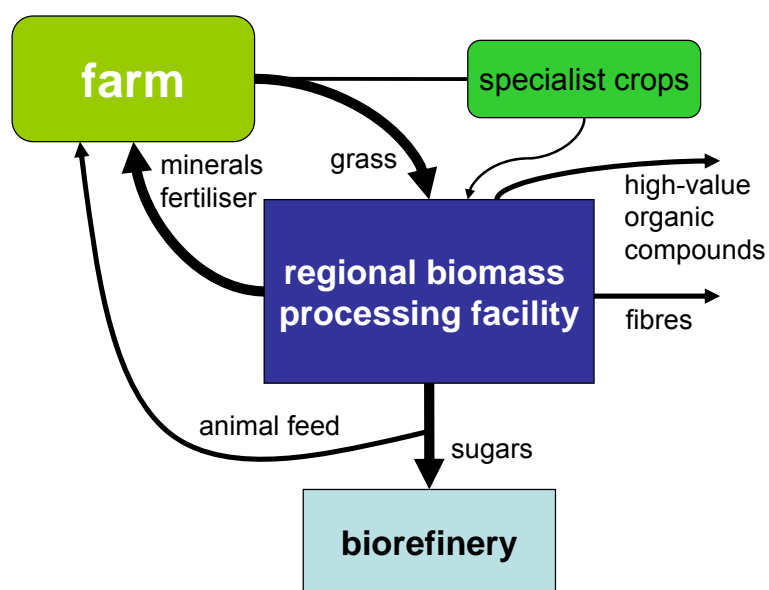 farm
specialist crops
minerals
fertiliser
grass
high-value
organic
compounds
regional biomass
processing facility
fibres
animal feed
sugars
biorefinery